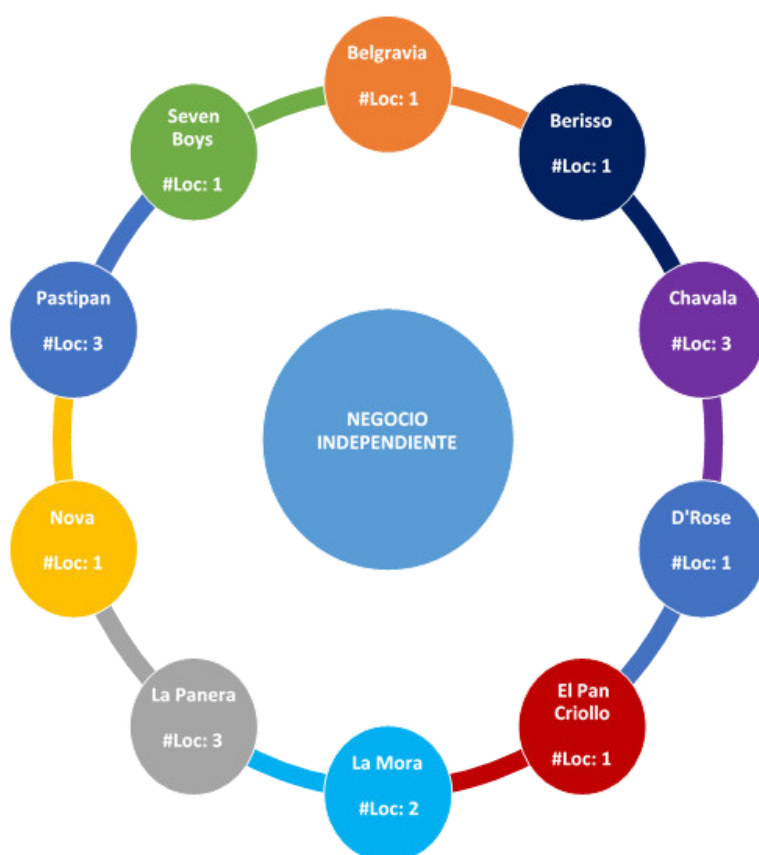 Belgravia
#Loc: 1
Berisso
#Loc: 1
Chavala
#Loc: 3
D'Rose
#Loc: 1
El Pan
Criollo
#Loc: 1
La Mora
#Loc: 2
La Panera
#Loc: 3
Nova
#Loc: 1
Pastipan
#Loc: 3
Seven
Boys
#Loc: 1
NEGOCIO
INDEPENDIENTE